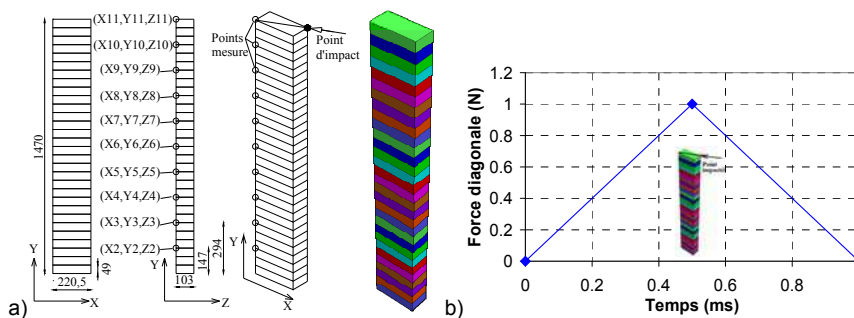 (X11,Y11,Z11)
(X10,Y10,Z10)
(X9,Y9,Z9)
(X8,Y8,Z8)
(X7,Y7,Z7)
(X6,Y6,Z6)
(X5,Y5,Z5)
(X4,Y4,Z4)
(X3,Y3,Z3)
(X2,Y2,Z2)
1470
Y
49
220,5
X
a)
Y
147
294
103
Z
Points
mesure
Point
d'impact
Y
X
b)
Force diagonale (N)
1.2
1
0.8
0.6
0.4
0.2
0
0
0.2
0.4
0.6
0.8
Temps (ms)
Point